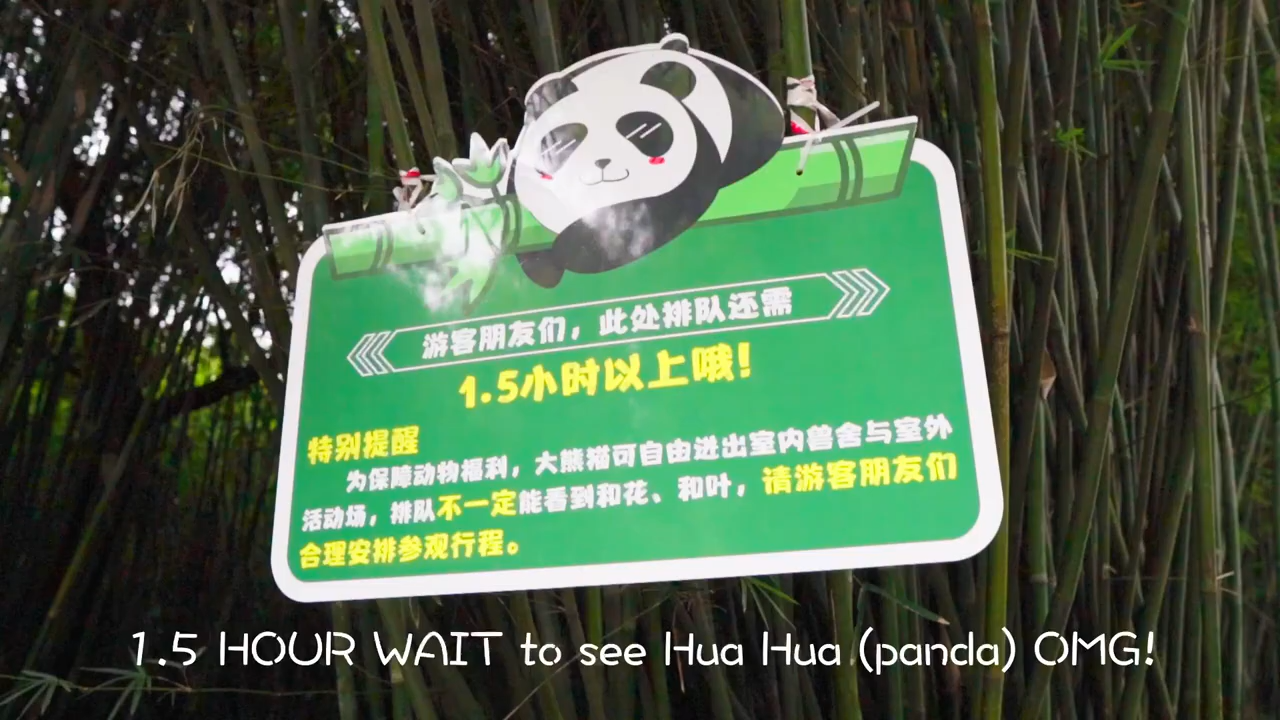 游客朋友们，此处排队还需
1.5小时以上哦！
特别提醒
为保障动物福利，大熊猫可自由进出室内兽舍与室外
活动场，排队不一定能看到和花、和叶，请游客朋友们
合理安排参观行程。
1.5 HOUR WAIT to see Hua Hua (panda) OMG!